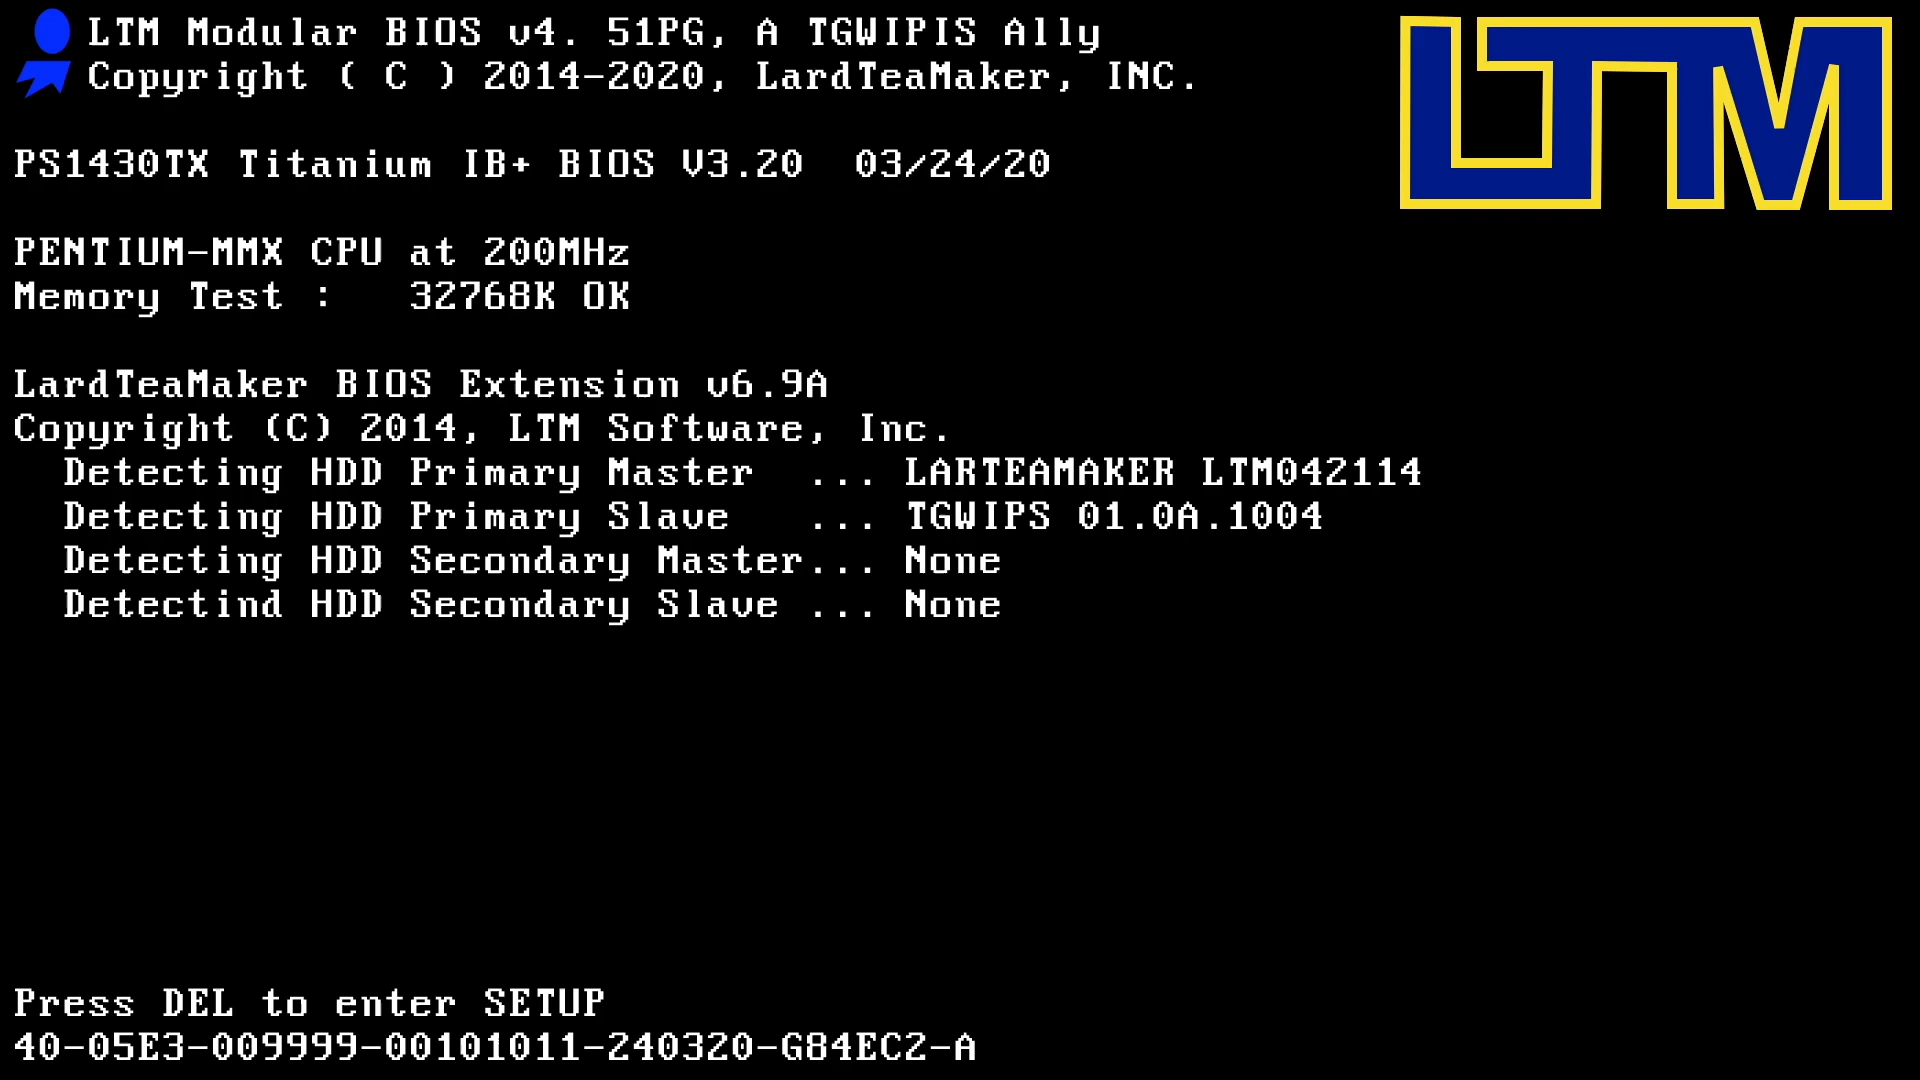 LTM Modular BIOS v4. 51PG, A TGWIPIS Ally
Copyright ( C ) 2014-2020, LardTeaMaker, INC.
LTM
PS1430TX Titanium IB+ BIOS V3.20  03/24/20
PENTIUM-MMX CPU at 200MHz
Memory Test :   32768K OK
LardTeaMaker BIOS Extension v6.9A
Copyright (C) 2014, LTM Software, Inc.
Detecting HDD Primary Master  ... LARTEAMAKER LTM042114
Detecting HDD Primary Slave   ... TGWIPS 01.0A.1004
Detecting HDD Secondary Master... None
Detectind HDD Secondary Slave ... None
Press DEL to enter SETUP
40-05E3-009999-00101011-240320-G84EC2-A